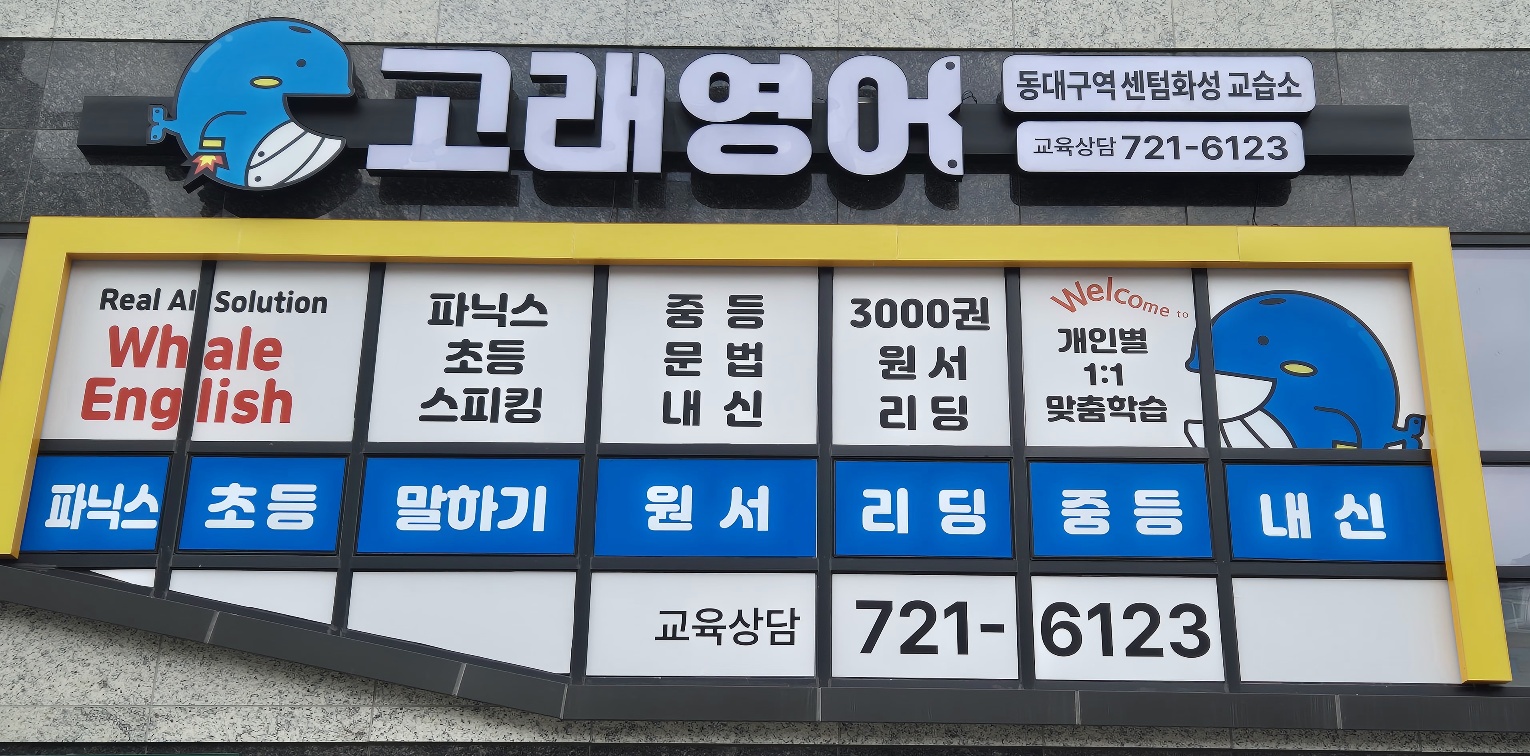 고래영어
동대구역 센텀화성 교습소
교육상담 721-6123
Real AI Solution
Whale
English
파닉스
초등
스피킹
중등
문법
내신
3000권
원서
리딩
Welcome to
개인별
1:1
맞춤학습
파닉스 초등 말하기 원서 리딩 중등 내신
교육상담 721-6123